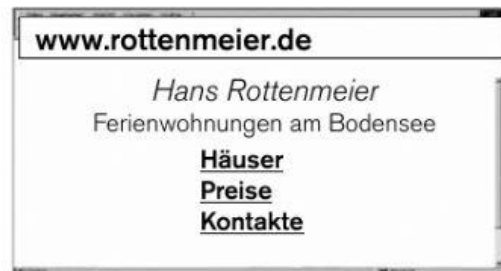 www.rottenmeier.de
Hans Rottenmeier
Ferienwohnungen am Bodensee
Häuser
Preise
Kontakte